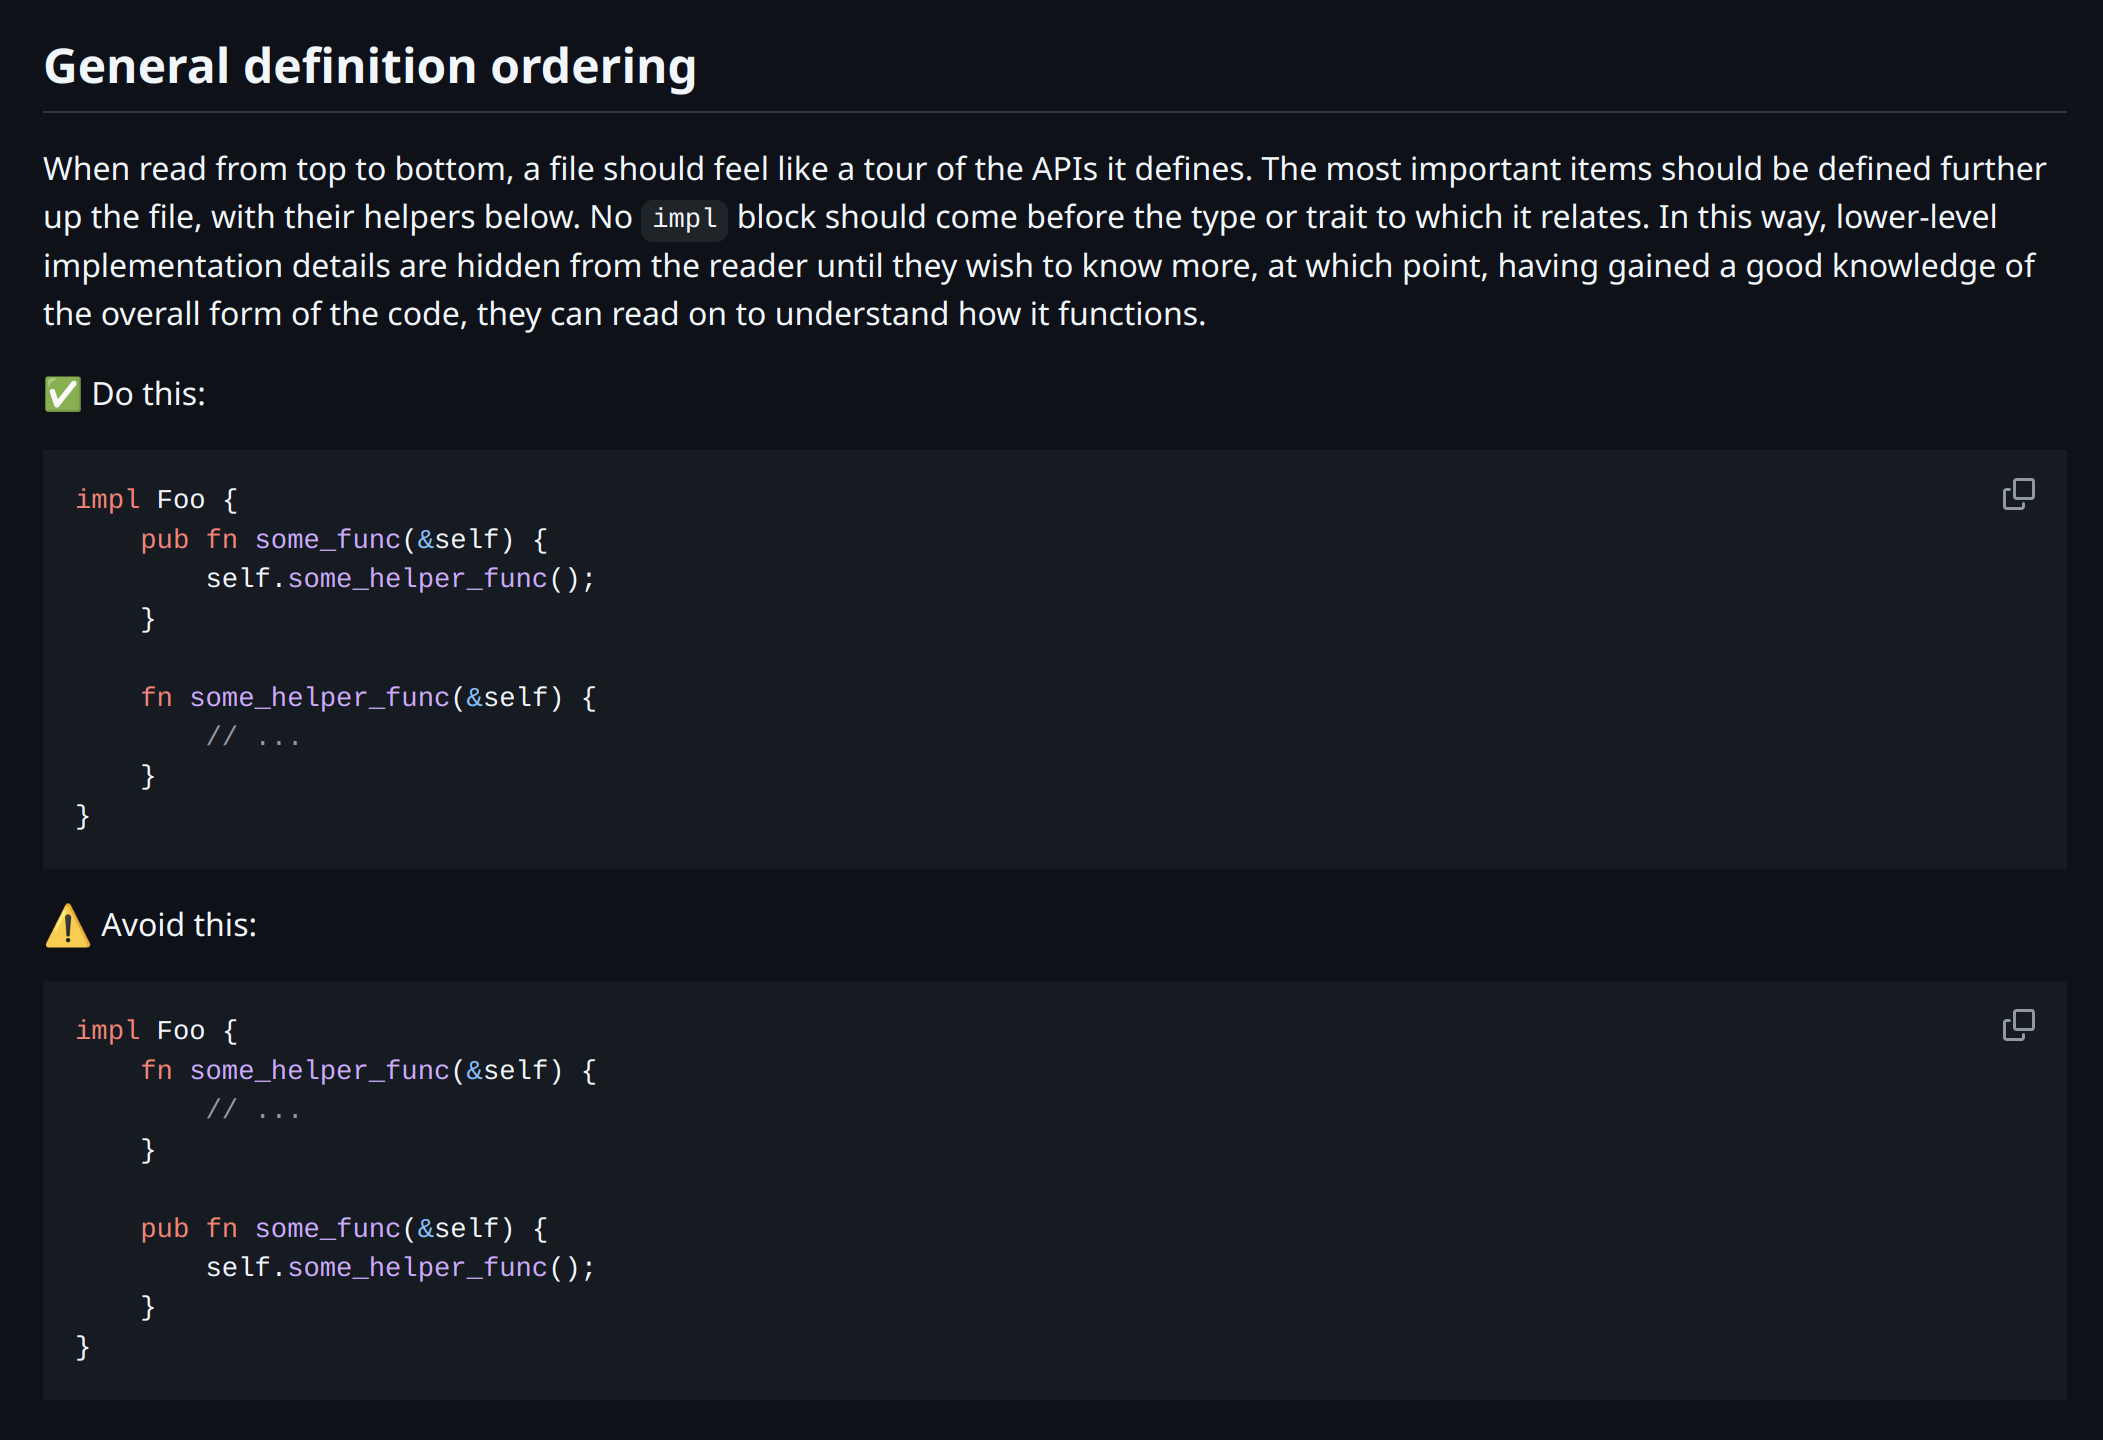 General definition ordering
When read from top to bottom, a file should feel like a tour of the APIs it defines. The most important items should be defined further
up the file, with their helpers below. No impl block should come before the type or trait to which it relates. In this way, lower-level
implementation details are hidden from the reader until they wish to know more, at which point, having gained a good knowledge of
the overall form of the code, they can read on to understand how it functions.
✅ Do this:
impl Foo {
    pub fn some_func(&self) {
        self.some_helper_func();
    }

    fn some_helper_func(&self) {
        // ...
    }
}
⚠️ Avoid this:
impl Foo {
    fn some_helper_func(&self) {
        // ...
    }

    pub fn some_func(&self) {
        self.some_helper_func();
    }
}